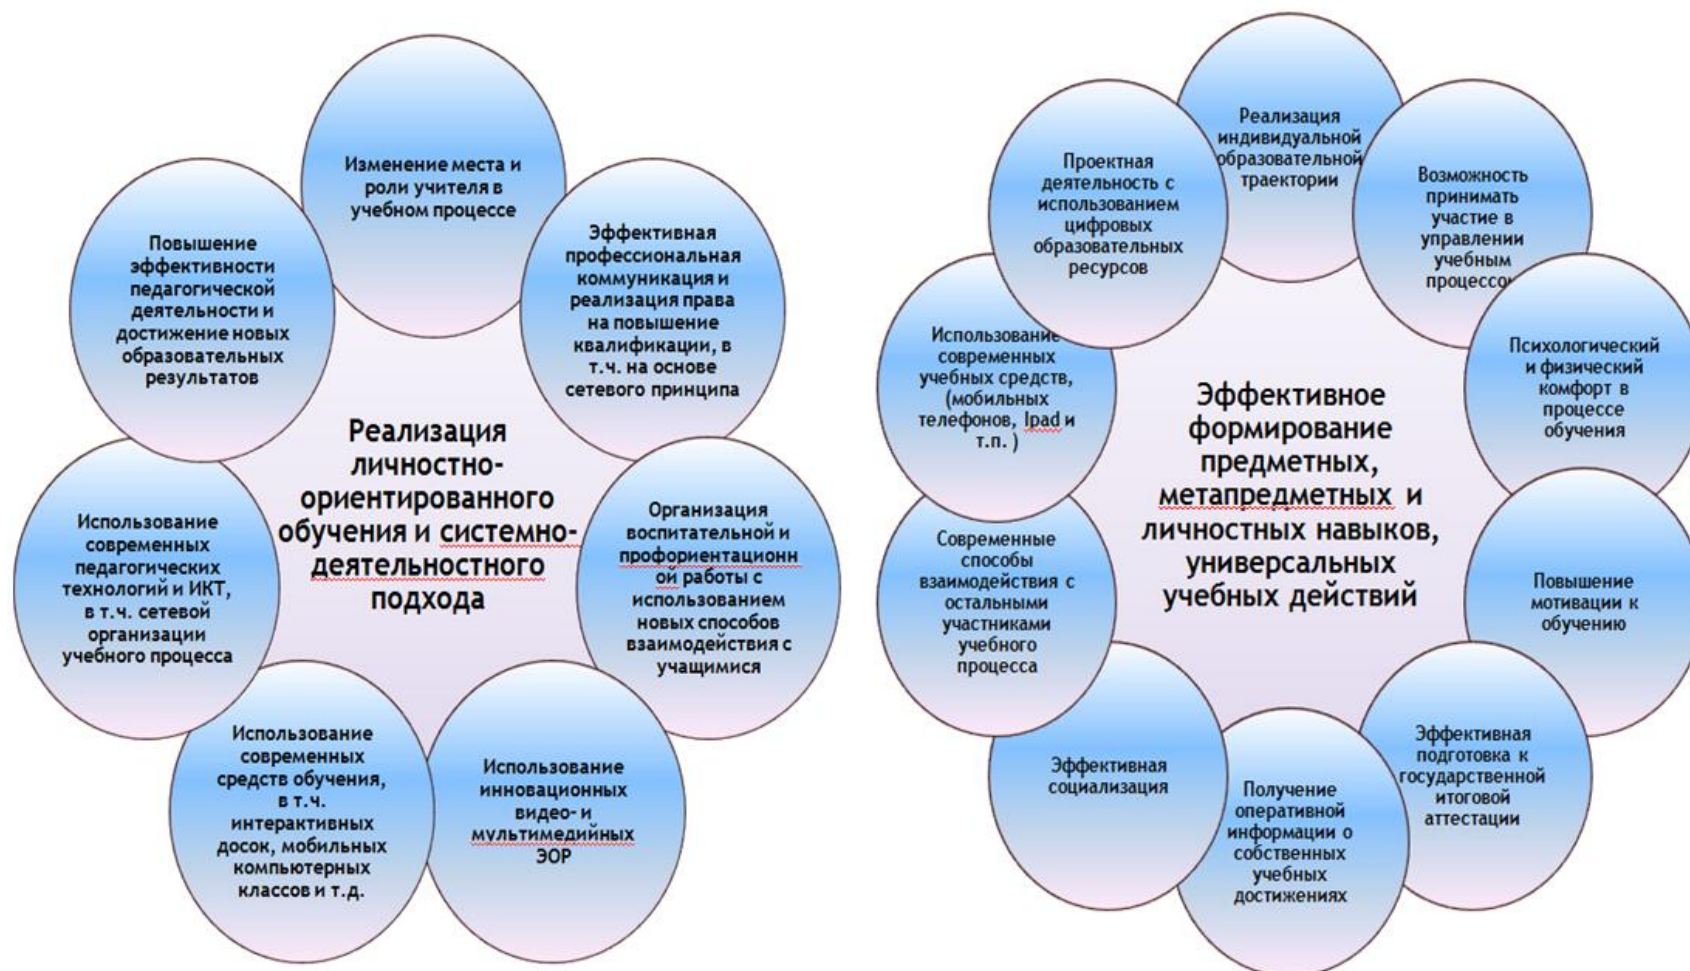 Изменение места и
роли учителя в
учебном процессе
Эффективная
профессиональная
коммуникация и
реализация права
на повышение
квалификации, в
т.ч. на основе
сетевого принципа
Организация
воспитательной и
профориентационн
ой работы с
использованием
новых способов
взаимодействия с
учащимися
Использование
инновационных
видео- и
мультимедийных
ЭОР
Использование
современных
средств обучения,
в т.ч.
интерактивных
досок, мобильных
компьютерных
классов и т.д.
Использование
современных
педагогических
технологий и ИКТ,
в т.ч. сетевой
организации
учебного процесса
Повышение
эффективности
педагогической
деятельности и
достижение новых
образовательных
результатов
Реализация
личностно-
ориентированного
обучения и системно-
деятельностного
подхода
Реализация
индивидуальной
образовательной
траектории
Возможность
принимать
участие в
управлении
учебным
процессом
Психологический
и физический
комфорт в
процессе
обучения
Повышение
мотивации к
обучению
Эффективная
подготовка к
государственной
итоговой
аттестации
Получение
оперативной
информации о
собственных
учебных
достижениях
Эффективная
социализация
Современные
способы
взаимодействия с
остальными
участниками
учебного
процесса
Использование
современных
учебных средств,
(мобильных
телефонов, Ipad и
т.п. )
Проектная
деятельность с
использованием
цифровых
образовательных
ресурсов
Эффективное
формирование
предметных,
метапредметных и
личностных навыков,
универсальных
учебных действий